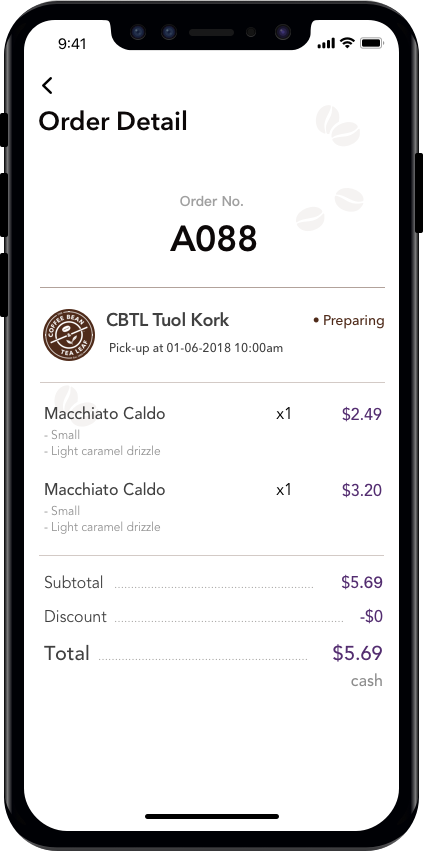 9:41
Order Detail
Order No.
A088
COFFEE BEAN
TEA LEAF
CBTL Tuol Kork
• Preparing
Pick-up at 01-06-2018 10:00am
Macchiato Caldo x1 $2.49
- Small
- Light caramel drizzle
Macchiato Caldo x1 $3.20
- Small
- Light caramel drizzle
Subtotal $5.69
Discount -$0
Total $5.69
cash